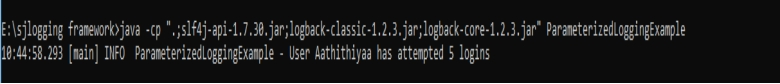 E:\sjlogging framework>java -cp ".;slf4j-api-1.7.30.jar;logback-classic-1.2.3.jar;logback-core-1.2.3.jar" ParameterizedLoggingExample
10:44:58.293 [main] INFO  ParameterizedLoggingExample - User Aathithiyaa has attempted 5 logins